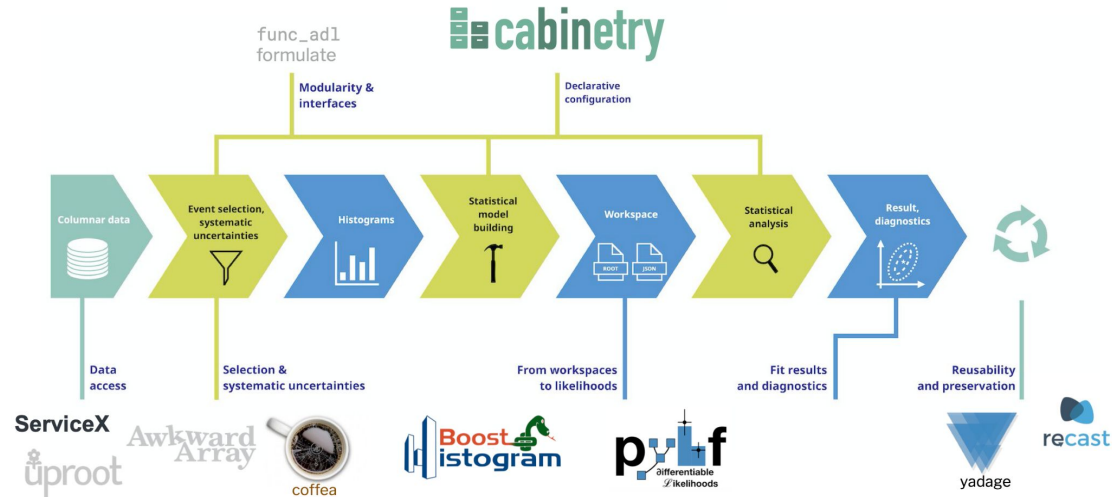 func_adl
formulate
cabinetry
Modularity &
interfaces
Declarative
configuration
Columnar data
Event selection,
systematic
uncertainties
Histograms
Statistical
model
building
Workspace
ROOT
JSON
Statistical
analysis
Result,
diagnostics
Data
access
Selection &
systematic uncertainties
From workspaces
to likelihoods
Fit results
and diagnostics
Reusability
and preservation
ServiceX
uproot
Awkward
Array
coffea
Boost
Histogram
pyhf
differentiable
Likelihoods
yadage
recast